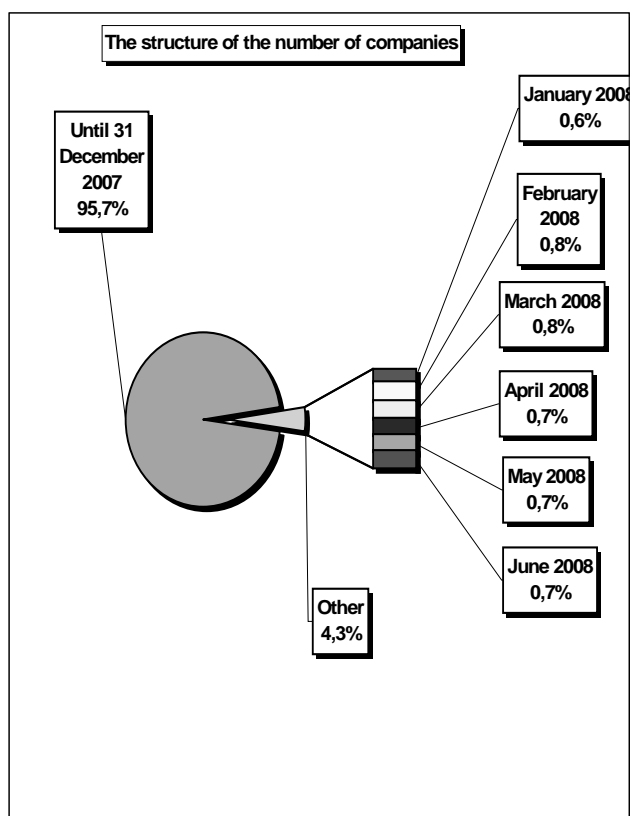 The structure of the number of companies
Until 31
December
2007
95,7%
January 2008
0,6%
February
2008
0,8%
March 2008
0,8%
April 2008
0,7%
May 2008
0,7%
June 2008
0,7%
Other
4,3%